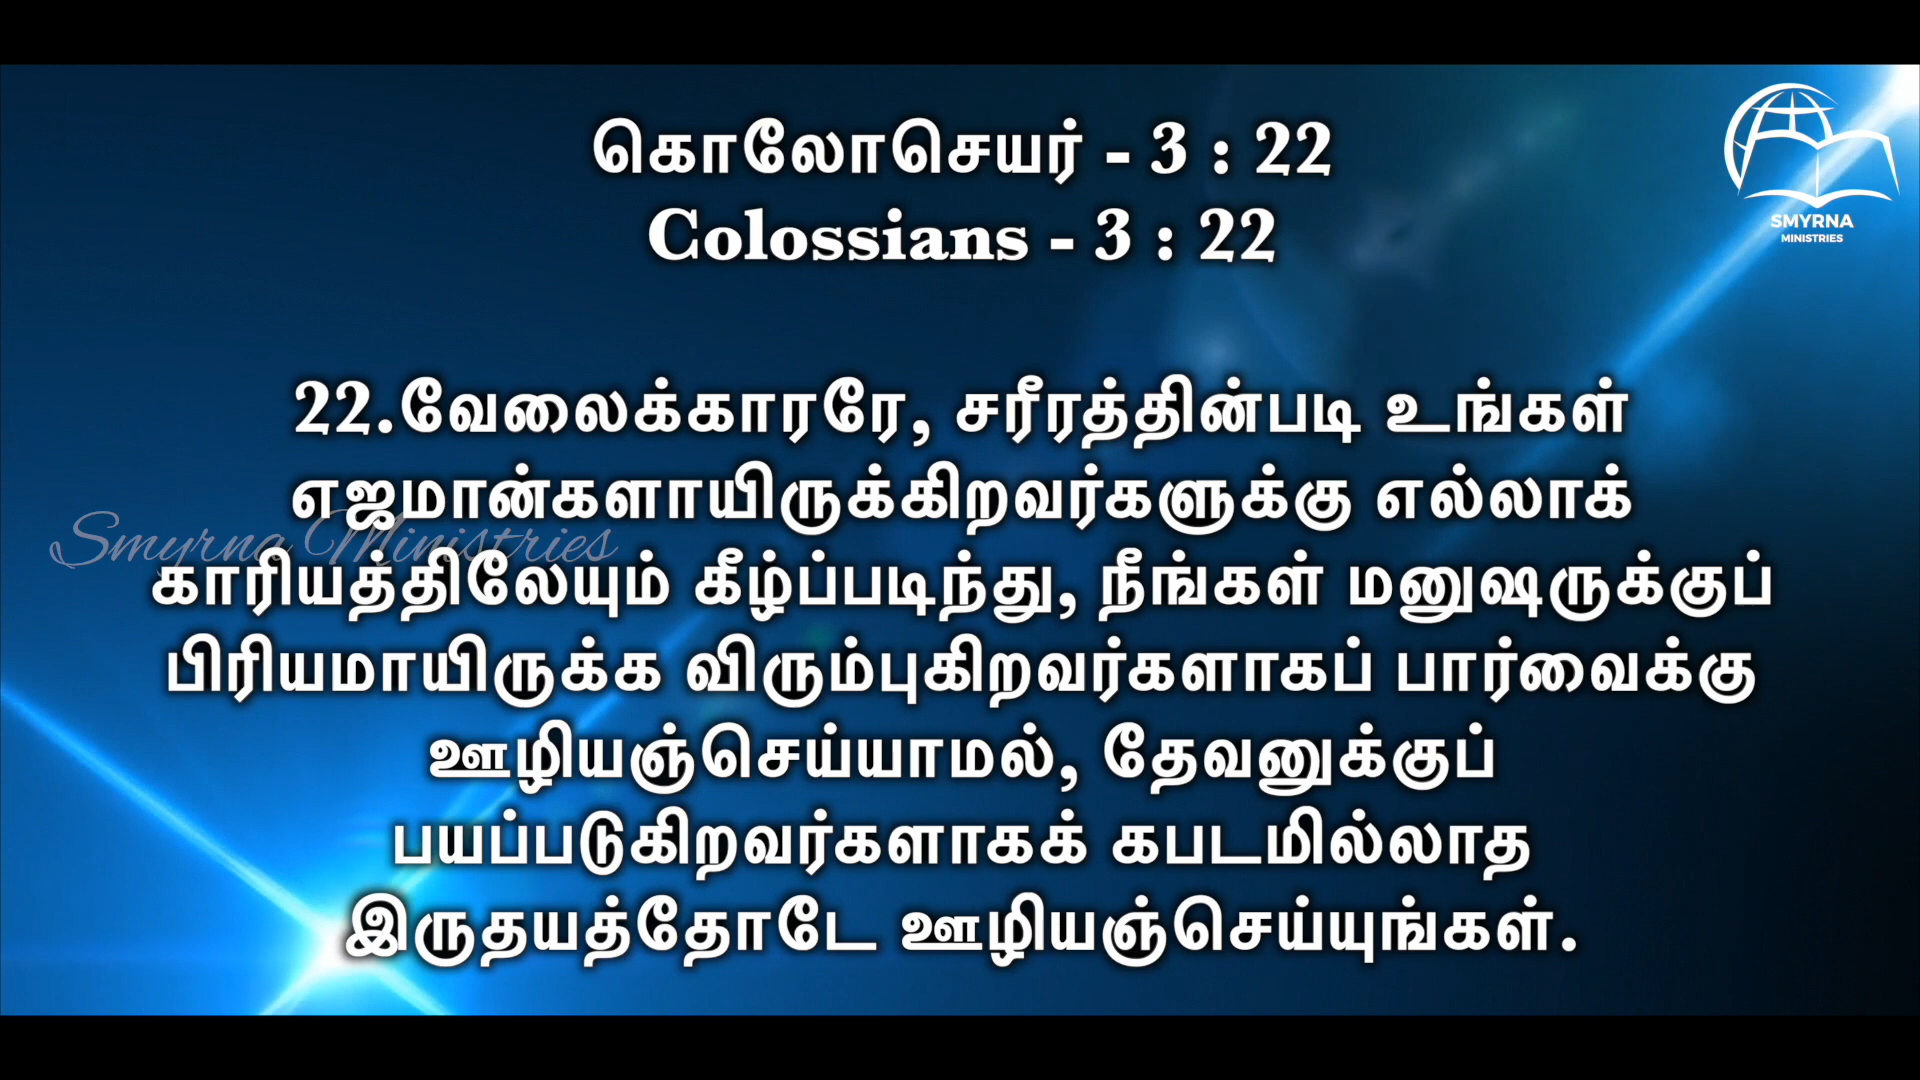 கொலோசெயர் - 3 : 22
Colossians - 3 : 22
SMYRNA
MINISTRIES
22.வேலைக்காரரே, சரீரத்தின்படி உங்கள்
எஜமான்களாயிருக்கிறவர்களுக்கு எல்லாக்
Smyrna Ministries
காரியத்திலேயும் கீழ்ப்படிந்து, நீங்கள் மனுஷருக்குப்
பிரியமாயிருக்க விரும்புகிறவர்களாகப் பார்வைக்கு
ஊழியஞ்செய்யாமல், தேவனுக்குப்
பயப்படுகிறவர்களாகக் கபடமில்லாத
இருதயத்தோடே ஊழியஞ்செய்யுங்கள்.